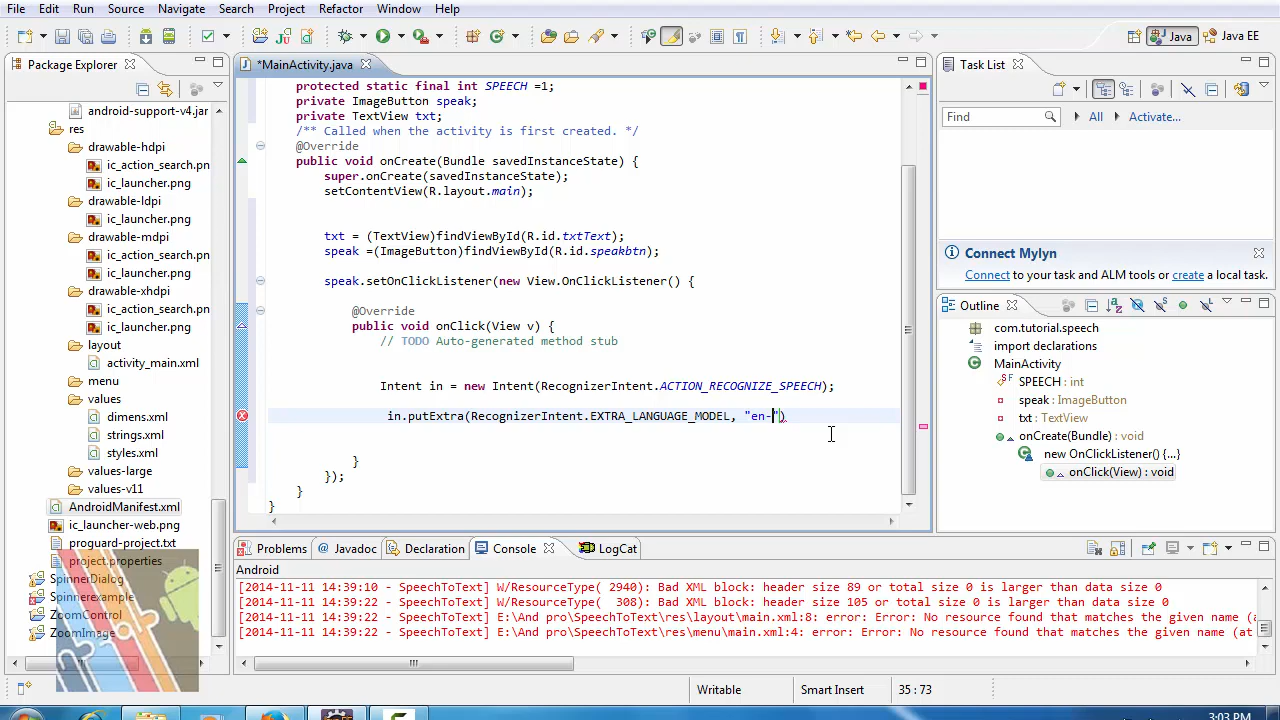 File Edit Run Source Navigate Search Project Refactor Window Help
Java Java EE
Package Explorer
*MainActivity.java
Task List
android-support-v4.jar
res
drawable-hdpi
ic_action_search.pn
ic_launcher.png
drawable-ldpi
ic_launcher.png
drawable-mdpi
ic_action_search.pn
ic_launcher.png
drawable-xhdpi
ic_action_search.pn
ic_launcher.png
layout
activity_main.xml
menu
values
dimens.xml
strings.xml
styles.xml
values-large
values-v11
AndroidManifest.xml
ic_launcher-web.png
proguard-project.txt
project.properties
SpinnerDialog
Spinnerexample
ZoomControl
ZoomImage
protected static final int SPEECH =1;
private ImageButton speak;
private TextView txt;
/** Called when the activity is first created. */
@Override
public void onCreate(Bundle savedInstanceState) {
super.onCreate(savedInstanceState);
setContentView(R.layout.main);
txt = (TextView)findViewById(R.id.txtText);
speak =(ImageButton)findViewById(R.id.speakbtn);
speak.setOnClickListener(new View.OnClickListener() {
@Override
public void onClick(View v) {
// TODO Auto-generated method stub
Intent in = new Intent(RecognizerIntent.ACTION_RECOGNIZE_SPEECH);
in.putExtra(RecognizerIntent.EXTRA_LANGUAGE_MODEL, "en-")
}
});
}
}
Find All Activate...
Connect Mylyn
Connect to your task and ALM tools or create a local task.
Outline
com.tutorial.speech
import declarations
MainActivity
SPEECH : int
speak : ImageButton
txt : TextView
onCreate(Bundle) : void
new OnClickListener() {...}
onClick(View) : void
Problems Javadoc Declaration Console LogCat
Android
[2014-11-11 14:39:10 - SpeechToText] W/ResourceType( 2940): Bad XML block: header size 89 or total size 0 is larger than data size 0
[2014-11-11 14:39:22 - SpeechToText] W/ResourceType(  308): Bad XML block: header size 105 or total size 0 is larger than data size 0
[2014-11-11 14:39:22 - SpeechToText] E:\And pro\SpeechToText\res\layout\main.xml:8: error: Error: No resource found that matches the given name (a
[2014-11-11 14:39:22 - SpeechToText] E:\And pro\SpeechToText\res\menu\main.xml:4: error: Error: No resource found that matches the given name (at
Writable Smart Insert 35 : 73
3:03 PM